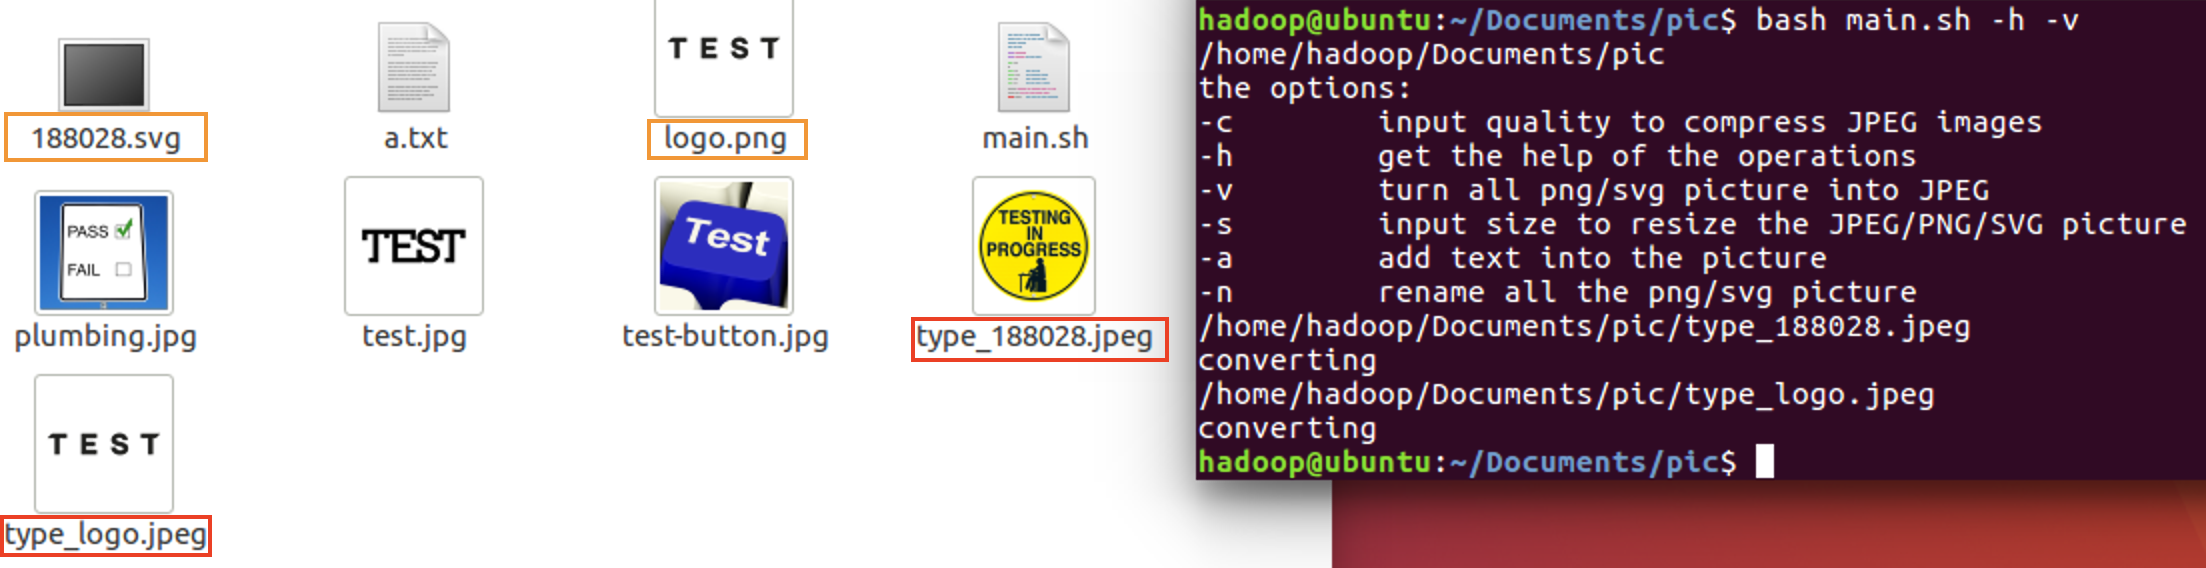 TEST
188028.svg
a.txt
logo.png
main.sh
PASS
FAIL
TEST
Test
TESTING
IN
PROGRESS
plumbing.jpg
test.jpg
test-button.jpg
type_188028.jpeg
TEST
type_logo.jpeg
hadoop@ubuntu:~/Documents/pic$ bash main.sh -h -v
/home/hadoop/Documents/pic
the options:
-c input quality to compress JPEG images
-h get the help of the operations
-v turn all png/svg picture into JPEG
-s input size to resize the JPEG/PNG/SVG picture
-a add text into the picture
-n rename all the png/svg picture
/home/hadoop/Documents/pic/type_188028.jpeg
converting
/home/hadoop/Documents/pic/type_logo.jpeg
converting
hadoop@ubuntu:~/Documents/pic$